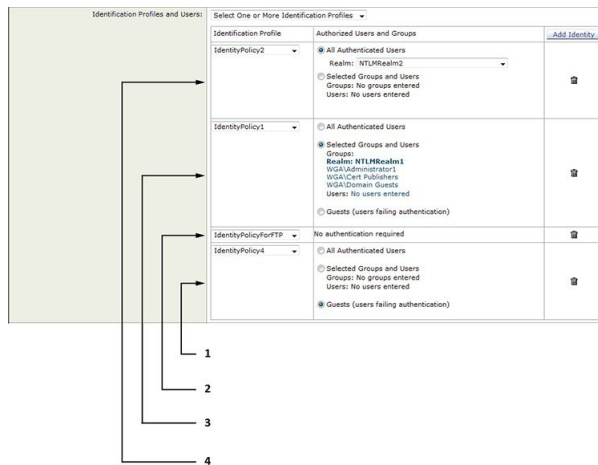 Identification Profiles and Users:
Select One or More Identification Profiles
Identification Profile
Authorized Users and Groups
Add Identity
IdentityPolicy2
All Authenticated Users
Realm: NTLMRealm2
Selected Groups and Users
Groups: No groups entered
Users: No users entered
IdentityPolicy1
All Authenticated Users
Selected Groups and Users
Groups:
Realm: NTLMRealm1
WGA\Administrator1
WGA\Cert Publishers
WGA\Domain Guests
Users: No users entered
Guests (users failing authentication)
IdentityPolicyForFTP
No authentication required
IdentityPolicy4
All Authenticated Users
Selected Groups and Users
Groups: No groups entered
Users: No users entered
Guests (users failing authentication)
1
2
3
4